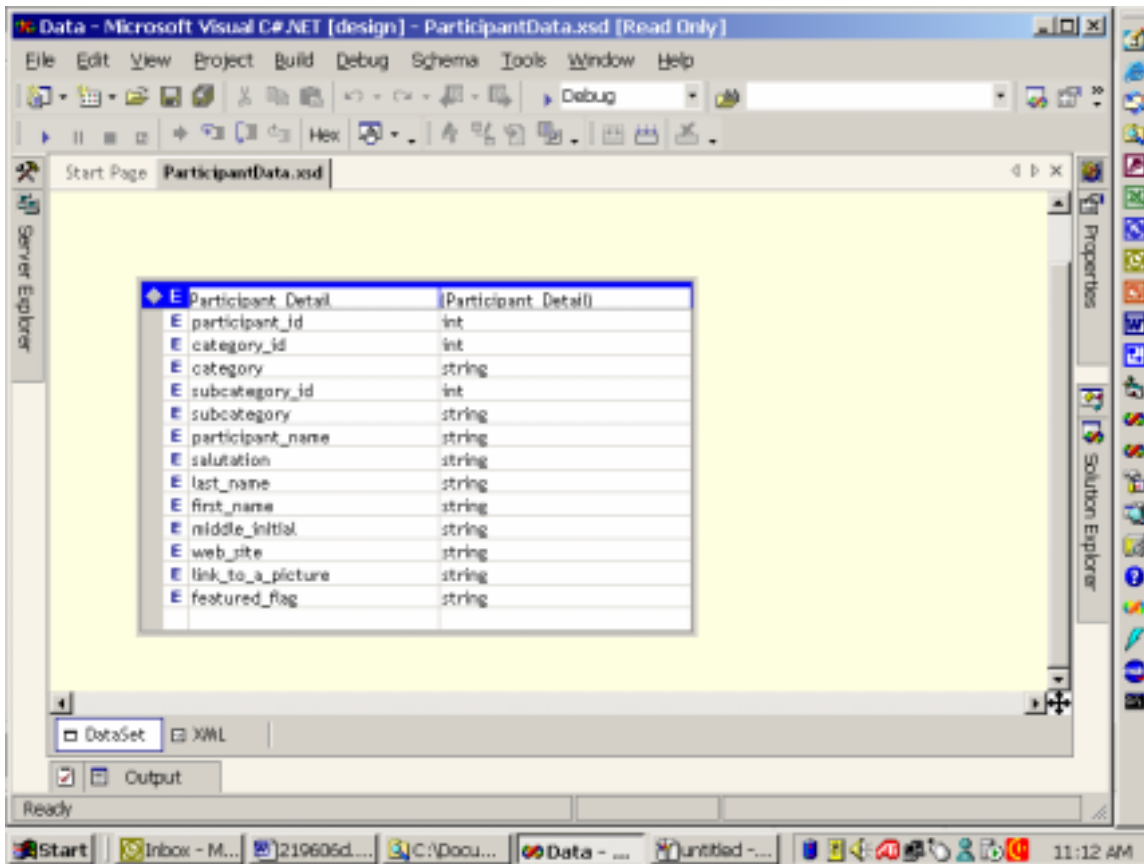 Data - Microsoft Visual C#.NET [design] - ParticipantData.xsd [Read Only]
File Edit View Project Build Debug Schema Tools Window Help
Debug
Hex
Start Page ParticipantData.xsd
Server Explorer
Properties
Solution Explorer
E Participant_Detail (Participant_Detail)
E participant_id int
E category_id int
E category string
E subcategory_id int
E subcategory string
E participant_name string
E salutation string
E last_name string
E first_name string
E middle_initial string
E web_site string
E link_to_a_picture string
E featured_flag string
DataSet XML
Output
Ready
Start Inbox - M... 219606d.... C:\Docu... Data - ... untitled -... 11:12 AM